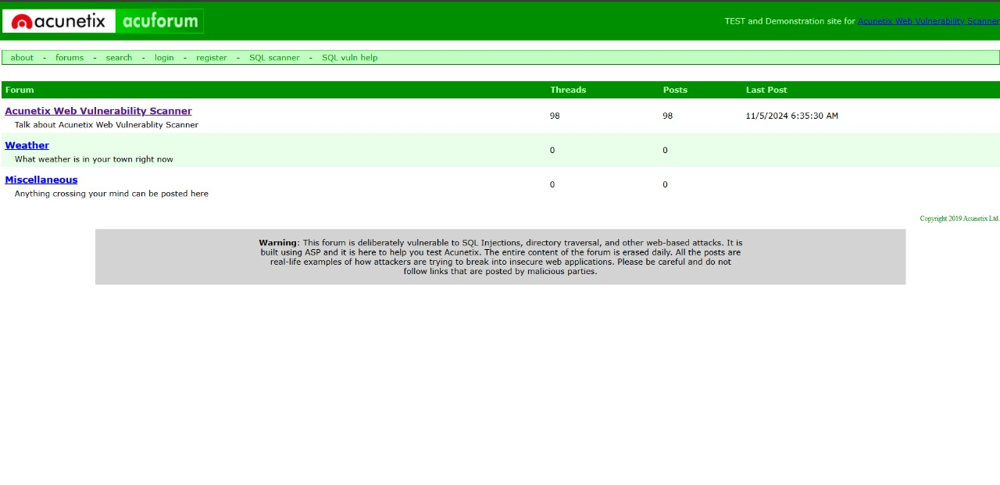 acunetix acuforum
TEST and Demonstration site for Acunetix Web Vulnerability Scanner
about - forums - search - login - register - SQL scanner - SQL vuln help
Forum Threads Posts Last Post
Acunetix Web Vulnerability Scanner
Talk about Acunetix Web Vulnerablity Scanner
98 98 11/5/2024 6:35:30 AM
Weather
What weather is in your town right now
0 0
Miscellaneous
Anything crossing your mind can be posted here
0 0
Copyright 2019 Acunetix Ltd.
Warning: This forum is deliberately vulnerable to SQL Injections, directory traversal, and other web-based attacks. It is
built using ASP and it is here to help you test Acunetix. The entire content of the forum is erased daily. All the posts are
real-life examples of how attackers are trying to break into insecure web applications. Please be careful and do not
follow links that are posted by malicious parties.